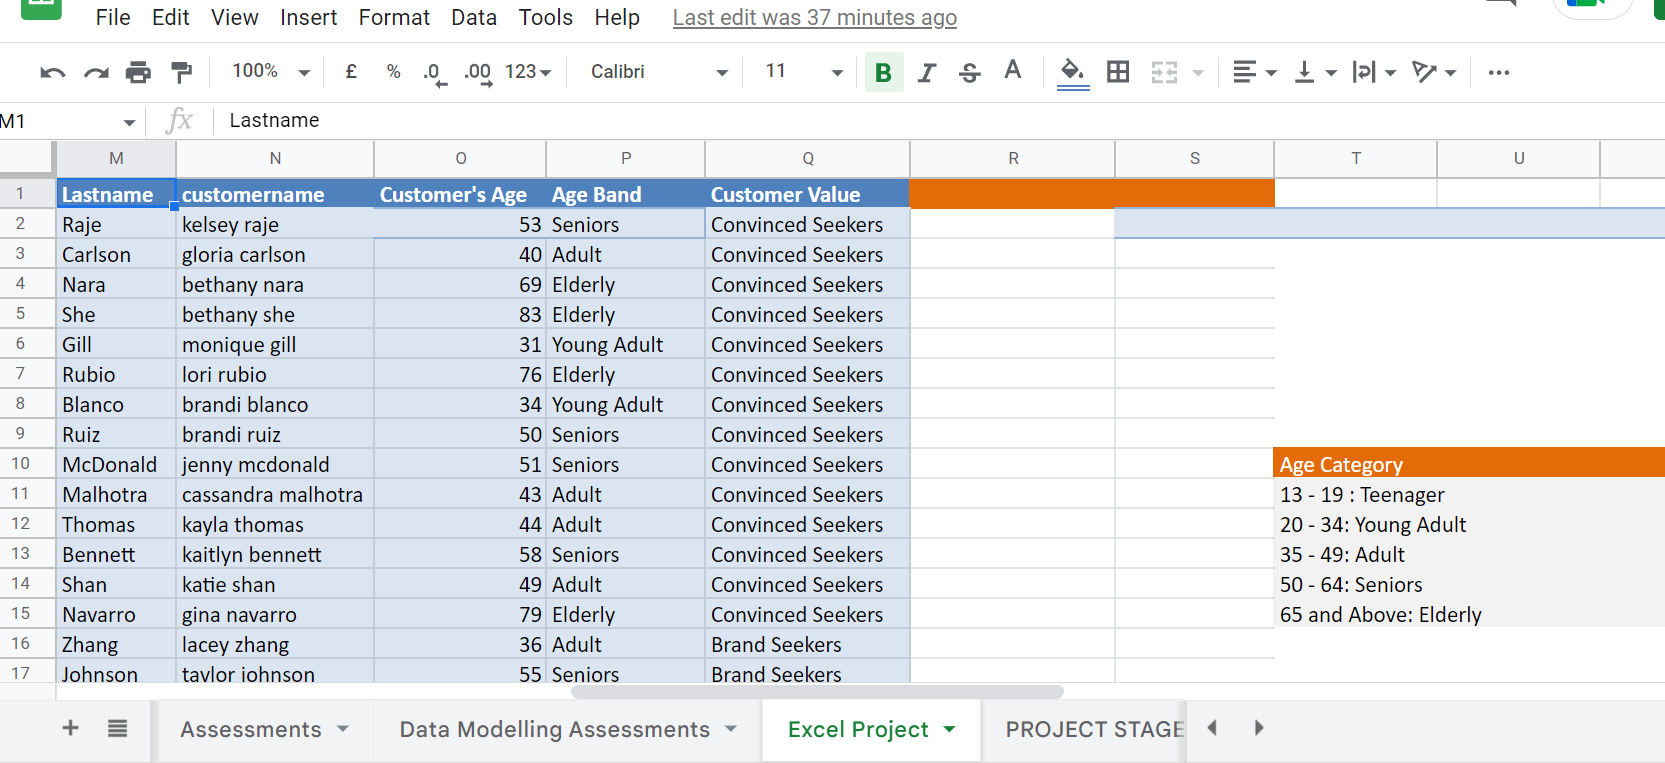 File Edit View Insert Format Data Tools Help Last edit was 37 minutes ago
100% £ % .0 .00 123 Calibri 11 B I S A
M1 fx Lastname
M N O P Q R S T U
1 Lastname customername Customer's Age Age Band Customer Value
2 Raje kelsey raje 53 Seniors Convinced Seekers
3 Carlson gloria carlson 40 Adult Convinced Seekers
4 Nara bethany nara 69 Elderly Convinced Seekers
5 She bethany she 83 Elderly Convinced Seekers
6 Gill monique gill 31 Young Adult Convinced Seekers
7 Rubio lori rubio 76 Elderly Convinced Seekers
8 Blanco brandi blanco 34 Young Adult Convinced Seekers
9 Ruiz brandi ruiz 50 Seniors Convinced Seekers
10 McDonald jenny mcdonald 51 Seniors Convinced Seekers Age Category
11 Malhotra cassandra malhotra 43 Adult Convinced Seekers 13 - 19 : Teenager
12 Thomas kayla thomas 44 Adult Convinced Seekers 20 - 34: Young Adult
13 Bennett kaitlyn bennett 58 Seniors Convinced Seekers 35 - 49: Adult
14 Shan katie shan 49 Adult Convinced Seekers 50 - 64: Seniors
15 Navarro gina navarro 79 Elderly Convinced Seekers 65 and Above: Elderly
16 Zhang lacey zhang 36 Adult Brand Seekers
17 Johnson taylor johnson 55 Seniors Brand Seekers
Assessments Data Modelling Assessments Excel Project PROJECT STAGE